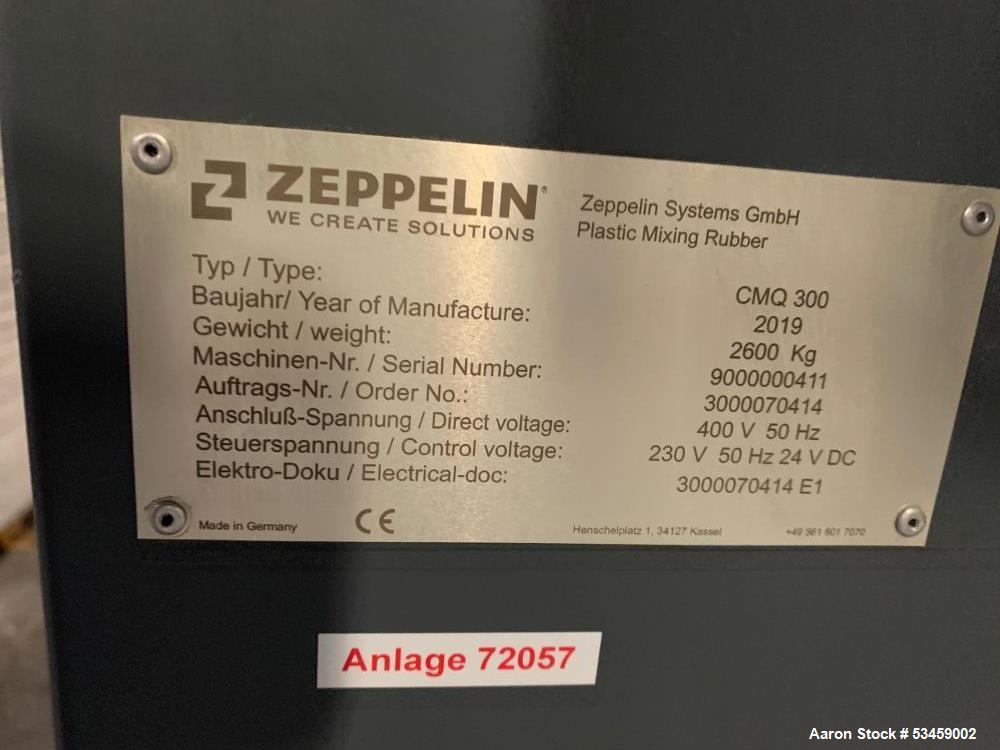 ZEPPELIN®
WE CREATE SOLUTIONS
Zeppelin Systems GmbH
Plastic Mixing Rubber
Typ / Type: CMQ 300
Baujahr/ Year of Manufacture: 2019
Gewicht / weight: 2600 Kg
Maschinen-Nr. / Serial Number: 9000000411
Auftrags-Nr. / Order No.: 3000070414
Anschluß-Spannung / Direct voltage: 400 V 50 Hz
Steuerspannung / Control voltage: 230 V 50 Hz 24 V DC
Elektro-Doku / Electrical-doc: 3000070414 E1
Made in Germany CE Henschelplatz 1, 34127 Kassel +49 561 801 7070
Anlage 72057
Aaron Stock # 53459002